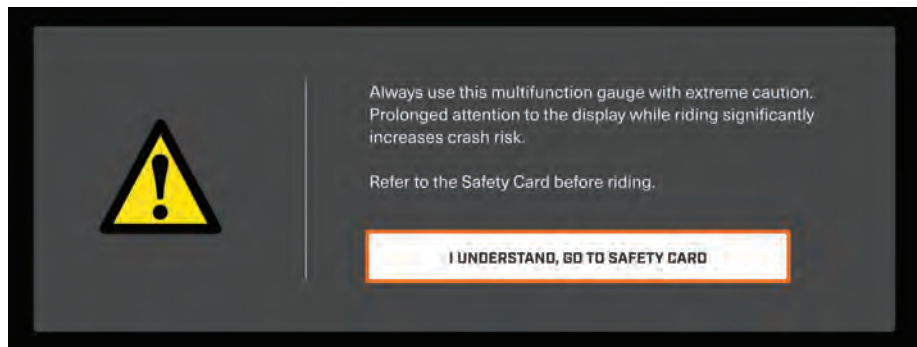 Always use this multifunction gauge with extreme caution.
Prolonged attention to the display while riding significantly
increases crash risk.
Refer to the Safety Card before riding.
I UNDERSTAND, GO TO SAFETY CARD